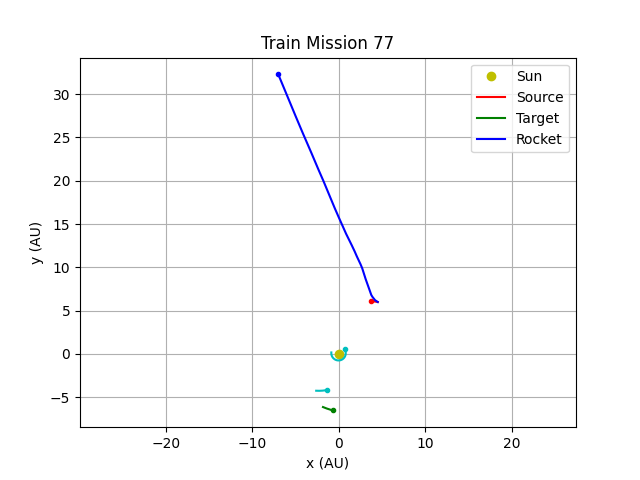 Train Mission 77
Sun
Source
Target
Rocket
y (AU)
30
25
20
15
10
5
0
−5
−20
−10
0
10
20
x (AU)